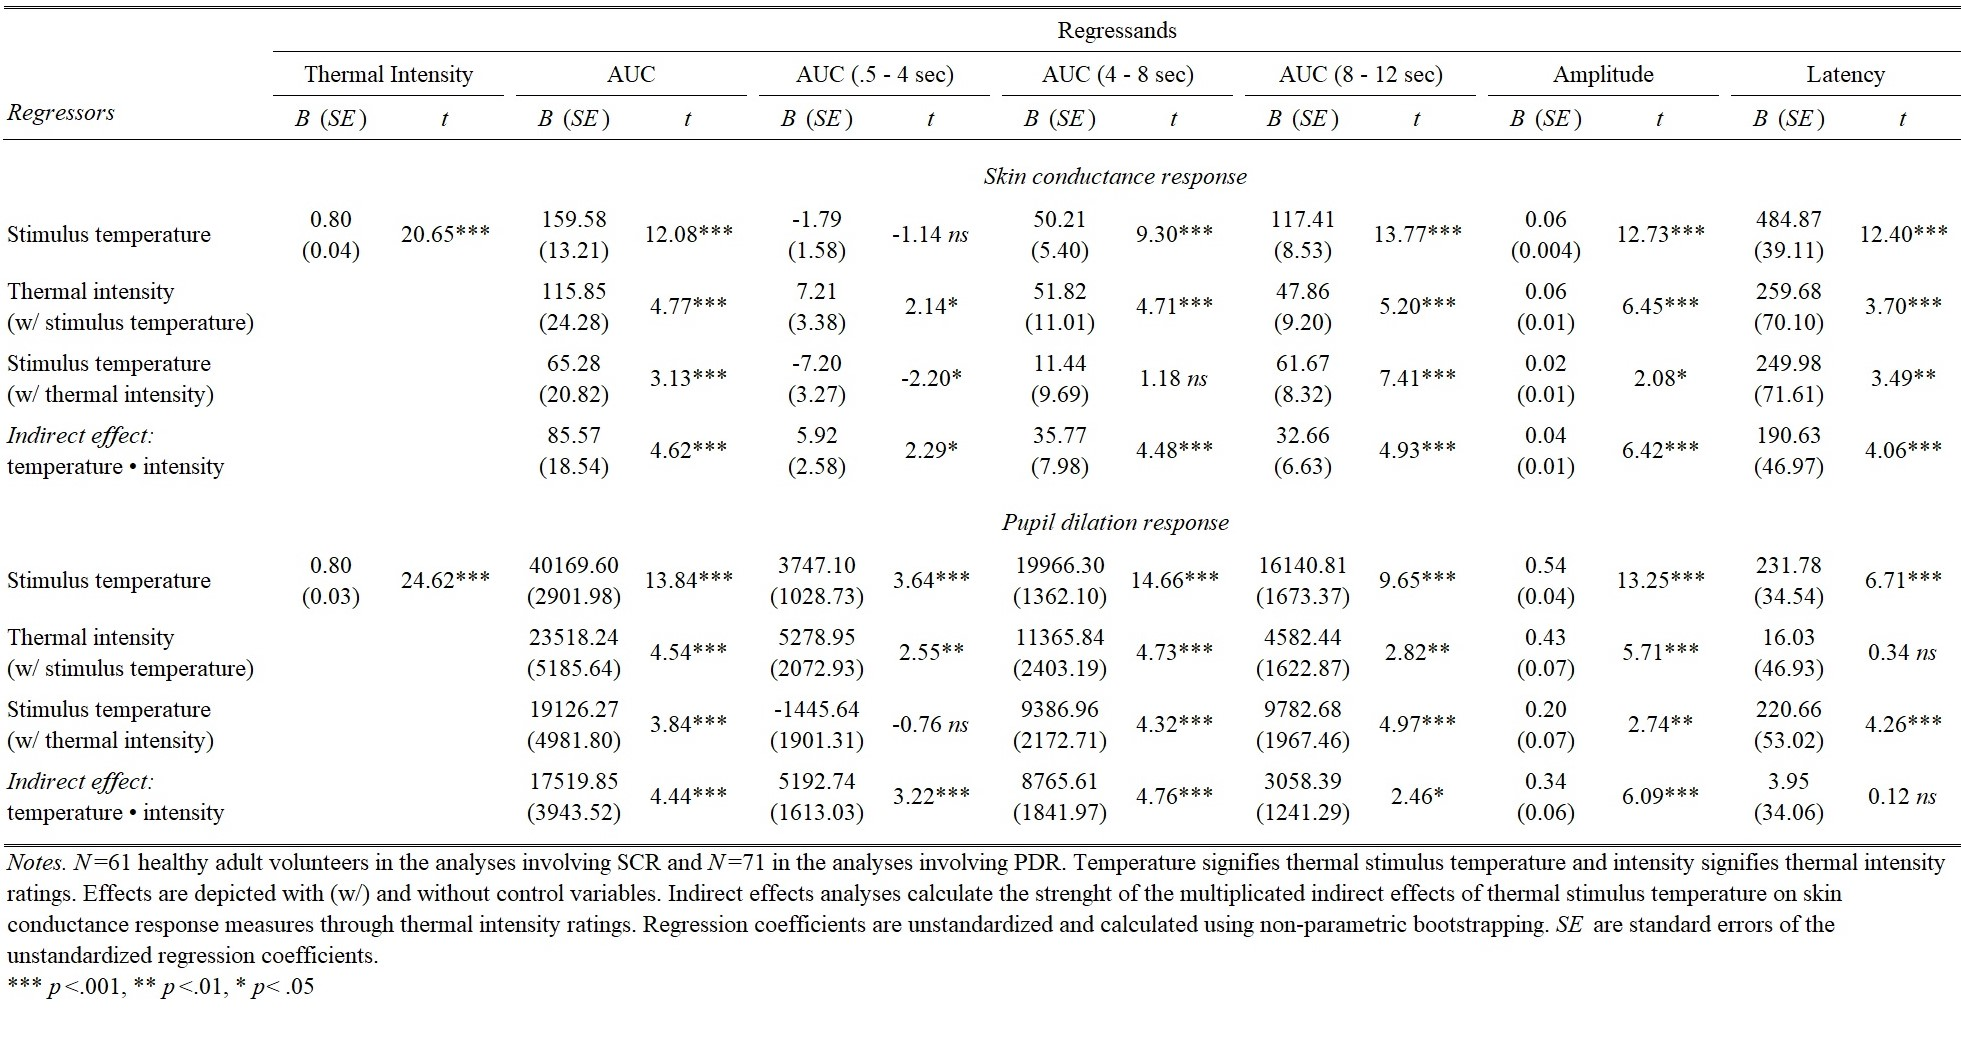 Regressands
Thermal Intensity AUC AUC (.5 - 4 sec) AUC (4 - 8 sec) AUC (8 - 12 sec) Amplitude Latency
Regressors B (SE) t B (SE) t B (SE) t B (SE) t B (SE) t B (SE) t B (SE) t
Skin conductance response
Stimulus temperature 0.80 (0.04) 20.65*** 159.58 (13.21) 12.08*** -1.79 (1.58) -1.14 ns 50.21 (5.40) 9.30*** 117.41 (8.53) 13.77*** 0.06 (0.004) 12.73*** 484.87 (39.11) 12.40***
Thermal intensity (w/ stimulus temperature) 115.85 (24.28) 4.77*** 7.21 (3.38) 2.14* 51.82 (11.01) 4.71*** 47.86 (9.20) 5.20*** 0.06 (0.01) 6.45*** 259.68 (70.10) 3.70***
Stimulus temperature (w/ thermal intensity) 65.28 (20.82) 3.13*** -7.20 (3.27) -2.20* 11.44 (9.69) 1.18 ns 61.67 (8.32) 7.41*** 0.02 (0.01) 2.08* 249.98 (71.61) 3.49**
Indirect effect: temperature • intensity 85.57 (18.54) 4.62*** 5.92 (2.58) 2.29* 35.77 (7.98) 4.48*** 32.66 (6.63) 4.93*** 0.04 (0.01) 6.42*** 190.63 (46.97) 4.06***
Pupil dilation response
Stimulus temperature 0.80 (0.03) 24.62*** 40169.60 (2901.98) 13.84*** 3747.10 (1028.73) 3.64*** 19966.30 (1362.10) 14.66*** 16140.81 (1673.37) 9.65*** 0.54 (0.04) 13.25*** 231.78 (34.54) 6.71***
Thermal intensity (w/ stimulus temperature) 23518.24 (5185.64) 4.54*** 5278.95 (2072.93) 2.55** 11365.84 (2403.19) 4.73*** 4582.44 (1622.87) 2.82** 0.43 (0.07) 5.71*** 16.03 (46.93) 0.34 ns
Stimulus temperature (w/ thermal intensity) 19126.27 (4981.80) 3.84*** -1445.64 (1901.31) -0.76 ns 9386.96 (2172.71) 4.32*** 9782.68 (1967.46) 4.97*** 0.20 (0.07) 2.74** 220.66 (53.02) 4.26***
Indirect effect: temperature • intensity 17519.85 (3943.52) 4.44*** 5192.74 (1613.03) 3.22*** 8765.61 (1841.97) 4.76*** 3058.39 (1241.29) 2.46* 0.34 (0.06) 6.09*** 3.95 (34.06) 0.12 ns
Notes. N=61 healthy adult volunteers in the analyses involving SCR and N=71 in the analyses involving PDR. Temperature signifies thermal stimulus temperature and intensity signifies thermal intensity
ratings. Effects are depicted with (w/) and without control variables. Indirect effects analyses calculate the strenght of the multiplicated indirect effects of thermal stimulus temperature on skin
conductance response measures through thermal intensity ratings. Regression coefficients are unstandardized and calculated using non-parametric bootstrapping. SE are standard errors of the
unstandardized regression coefficients.
*** p<.001, ** p<.01, * p< .05